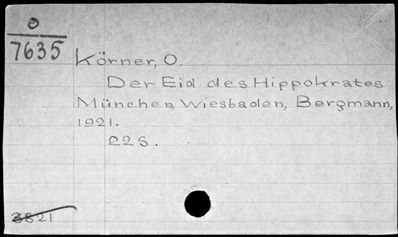 O
7635
Körner, O.
Der Eid des Hippokrates
München, Wiesbaden, Bergmann,
1921.
22 S.
3821